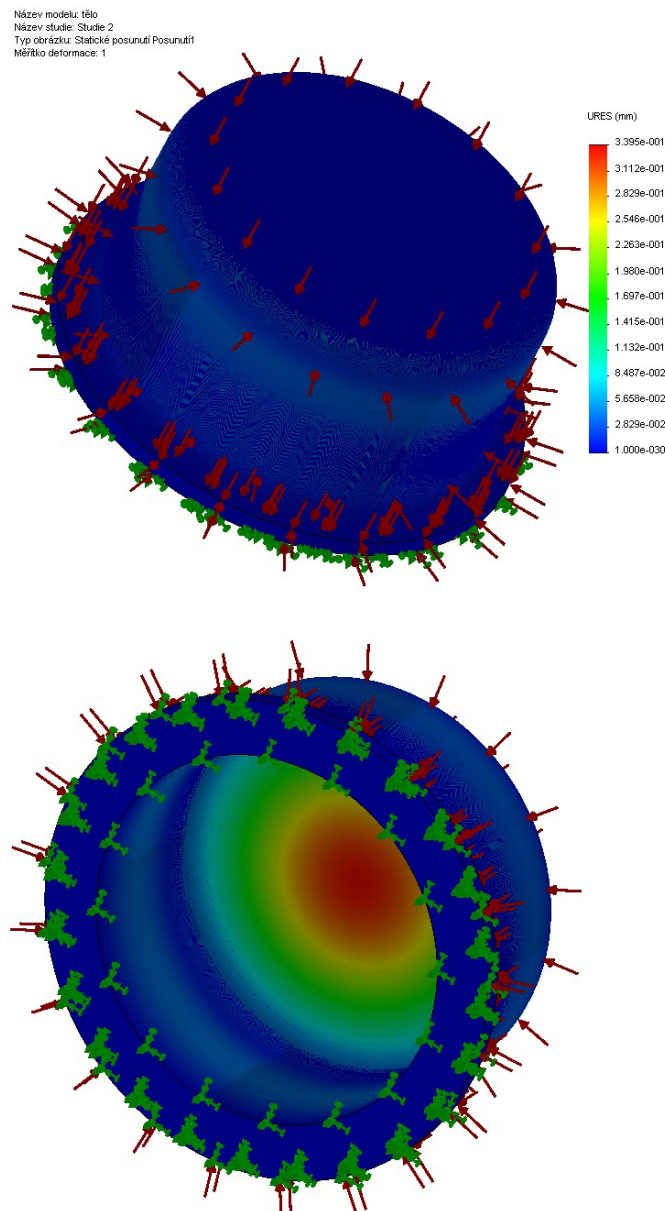 Název modelu: tělo
Název studie: Studie 2
Typ obrázku: Statické posunutí Posunutí1
Měřítko deformace: 1
URES (mm)
3.395e-001
3.112e-001
2.829e-001
2.546e-001
2.263e-001
1.980e-001
1.697e-001
1.415e-001
1.132e-001
8.487e-002
5.658e-002
2.829e-002
1.000e-030